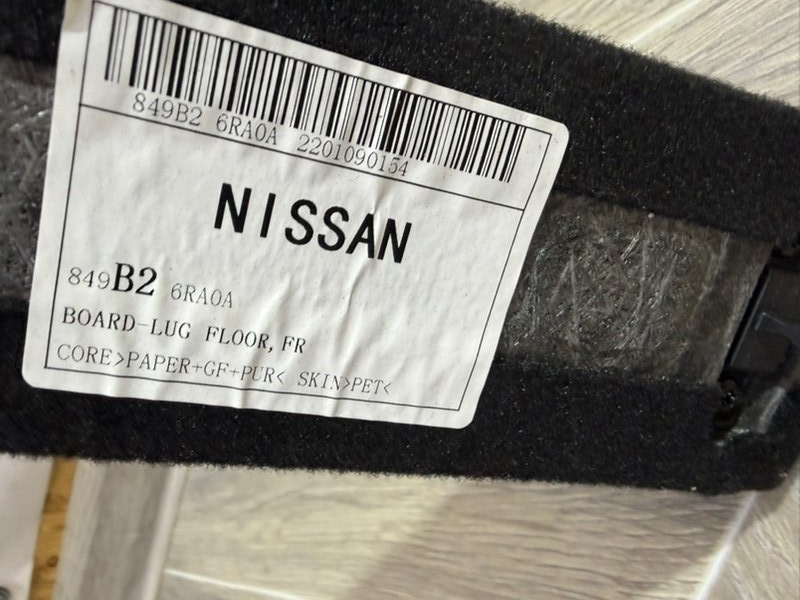 849B2 6RA0A 2201090154
NISSAN
849B2 6RA0A
BOARD-LUG FLOOR, FR
CORE>PAPER+GF+PUR< SKIN>PET<